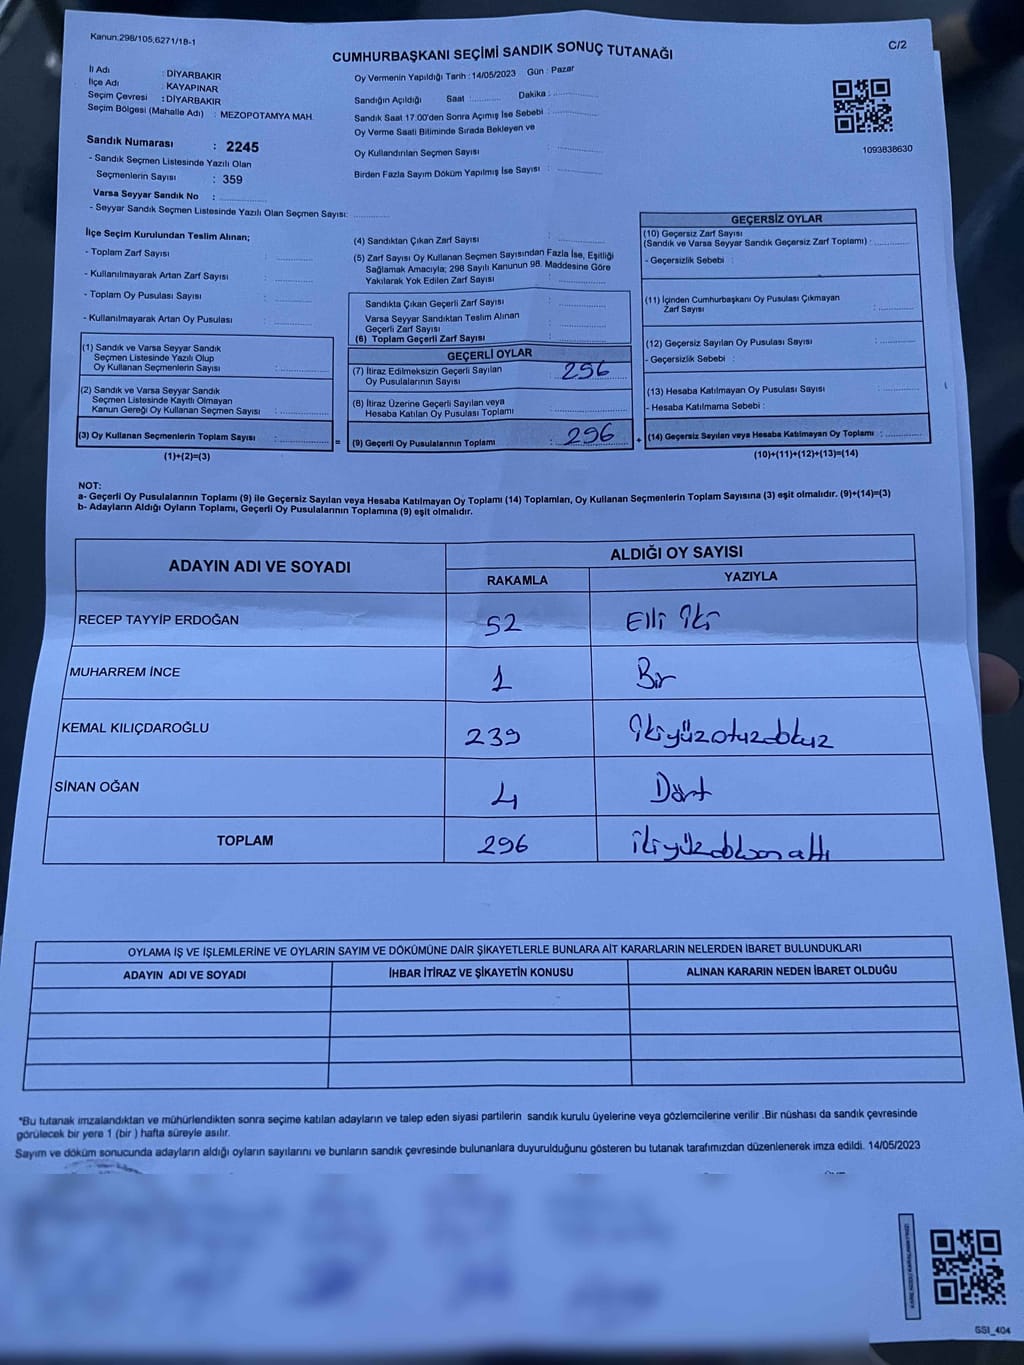 Kanun:298/105,6271/18-1
CUMHURBAŞKANI SEÇİMİ SANDIK SONUÇ TUTANAĞI
C/2
İl Adı : DİYARBAKIR
İlçe Adı : KAYAPINAR
Seçim Çevresi : DİYARBAKIR
Seçim Bölgesi (Mahalle Adı) : MEZOPOTAMYA MAH.
Oy Vermenin Yapıldığı Tarih : 14/05/2023 Gün : Pazar
Sandığın Açıldığı Saat :........... Dakika :...............
Sandık Saat 17:00'den Sonra Açımış İse Sebebi :...............
Oy Verme Saati Bitiminde Sırada Bekleyen ve
Oy Kullandırılan Seçmen Sayısı :...............
Birden Fazla Sayım Döküm Yapılmış İse Sayısı :...............
1093838630
Sandık Numarası : 2245
- Sandık Seçmen Listesinde Yazılı Olan
Seçmenlerin Sayısı : 359
Varsa Seyyar Sandık No :...............
- Seyyar Sandık Seçmen Listesinde Yazılı Olan Seçmen Sayısı: ...............
İlçe Seçim Kurulundan Teslim Alınan;
- Toplam Zarf Sayısı :...............
- Kullanılmayarak Artan Zarf Sayısı :...............
- Toplam Oy Pusulası Sayısı :...............
- Kullanılmayarak Artan Oy Pusulası :...............
(1) Sandık ve Varsa Seyyar Sandık
Seçmen Listesinde Yazılı Olup
Oy Kullanan Seçmenlerin Sayısı :...............
(2) Sandık ve Varsa Seyyar Sandık
Seçmen Listesinde Kayıtlı Olmayan
Kanun Gereği Oy Kullanan Seçmen Sayısı :...............
(3) Oy Kullanan Seçmenlerin Toplam Sayısı :...............
(1)+(2)=(3)
=
(4) Sandıktan Çıkan Zarf Sayısı :...............
(5) Zarf Sayısı Oy Kullanan Seçmen Sayısından Fazla İse, Eşitliği
Sağlamak Amacıyla; 298 Sayılı Kanunun 98. Maddesine Göre
Yakılarak Yok Edilen Zarf Sayısı :...............
Sandıkta Çıkan Geçerli Zarf Sayısı :...............
Varsa Seyyar Sandıktan Teslim Alınan
Geçerli Zarf Sayısı :...............
(6) Toplam Geçerli Zarf Sayısı
GEÇERLİ OYLAR
(7) İtiraz Edilmeksizin Geçerli Sayılan
Oy Pusulalarının Sayısı : 296
(8) İtiraz Üzerine Geçerli Sayılan veya
Hesaba Katılan Oy Pusulası Toplamı :...............
(9) Geçerli Oy Pusulalarının Toplamı : 296
+
GEÇERSİZ OYLAR
(10) Geçersiz Zarf Sayısı
(Sandık ve Varsa Seyyar Sandık Geçersiz Zarf Toplamı) :...............
- Geçersizlik Sebebi :
(11) İçinden Cumhurbaşkanı Oy Pusulası Çıkmayan
Zarf Sayısı :...............
(12) Geçersiz Sayılan Oy Pusulası Sayısı :...............
- Geçersizlik Sebebi :
(13) Hesaba Katılmayan Oy Pusulası Sayısı :...............
- Hesaba Katılmama Sebebi :
(14) Geçersiz Sayılan veya Hesaba Katılmayan Oy Toplamı :...............
(10)+(11)+(12)+(13)=(14)
NOT:
a- Geçerli Oy Pusulalarının Toplamı (9) ile Geçersiz Sayılan veya Hesaba Katılmayan Oy Toplamı (14) Toplamları, Oy Kullanan Seçmenlerin Toplam Sayısına (3) eşit olmalıdır. (9)+(14)=(3)
b- Adayların Aldığı Oyların Toplamı, Geçerli Oy Pusulalarının Toplamına (9) eşit olmalıdır.
ADAYIN ADI VE SOYADI
ALDIĞI OY SAYISI
RAKAMLA YAZIYLA
RECEP TAYYİP ERDOĞAN 52 Elli iki
MUHARREM İNCE 1 Bir
KEMAL KILIÇDAROĞLU 239 ikiyüzotuzdokuz
SİNAN OĞAN 4 Dört
TOPLAM 296 ikiyüzdoksan altı
OYLAMA İŞ VE İŞLEMLERİNE VE OYLARIN SAYIM VE DÖKÜMÜNE DAİR ŞİKAYETLERLE BUNLARA AİT KARARLARIN NELERDEN İBARET BULUNDUKLARI
ADAYIN ADI VE SOYADI İHBAR İTİRAZ VE ŞİKAYETİN KONUSU ALINAN KARARIN NEDEN İBARET OLDUĞU
*Bu tutanak imzalandıktan ve mühürlendikten sonra seçime katılan adayların ve talep eden siyasi partilerin sandık kurulu üyelerine veya gözlemcilerine verilir .Bir nüshası da sandık çevresinde
görülecek bir yere 1 (bir ) hafta süreyle asılır.
Sayım ve döküm sonucunda adayların aldığı oyların sayılarını ve bunların sandık çevresinde bulunanlara duyurulduğunu gösteren bu tutanak tarafımızdan düzenlenerek imza edildi. 14/05/2023
GSI_404